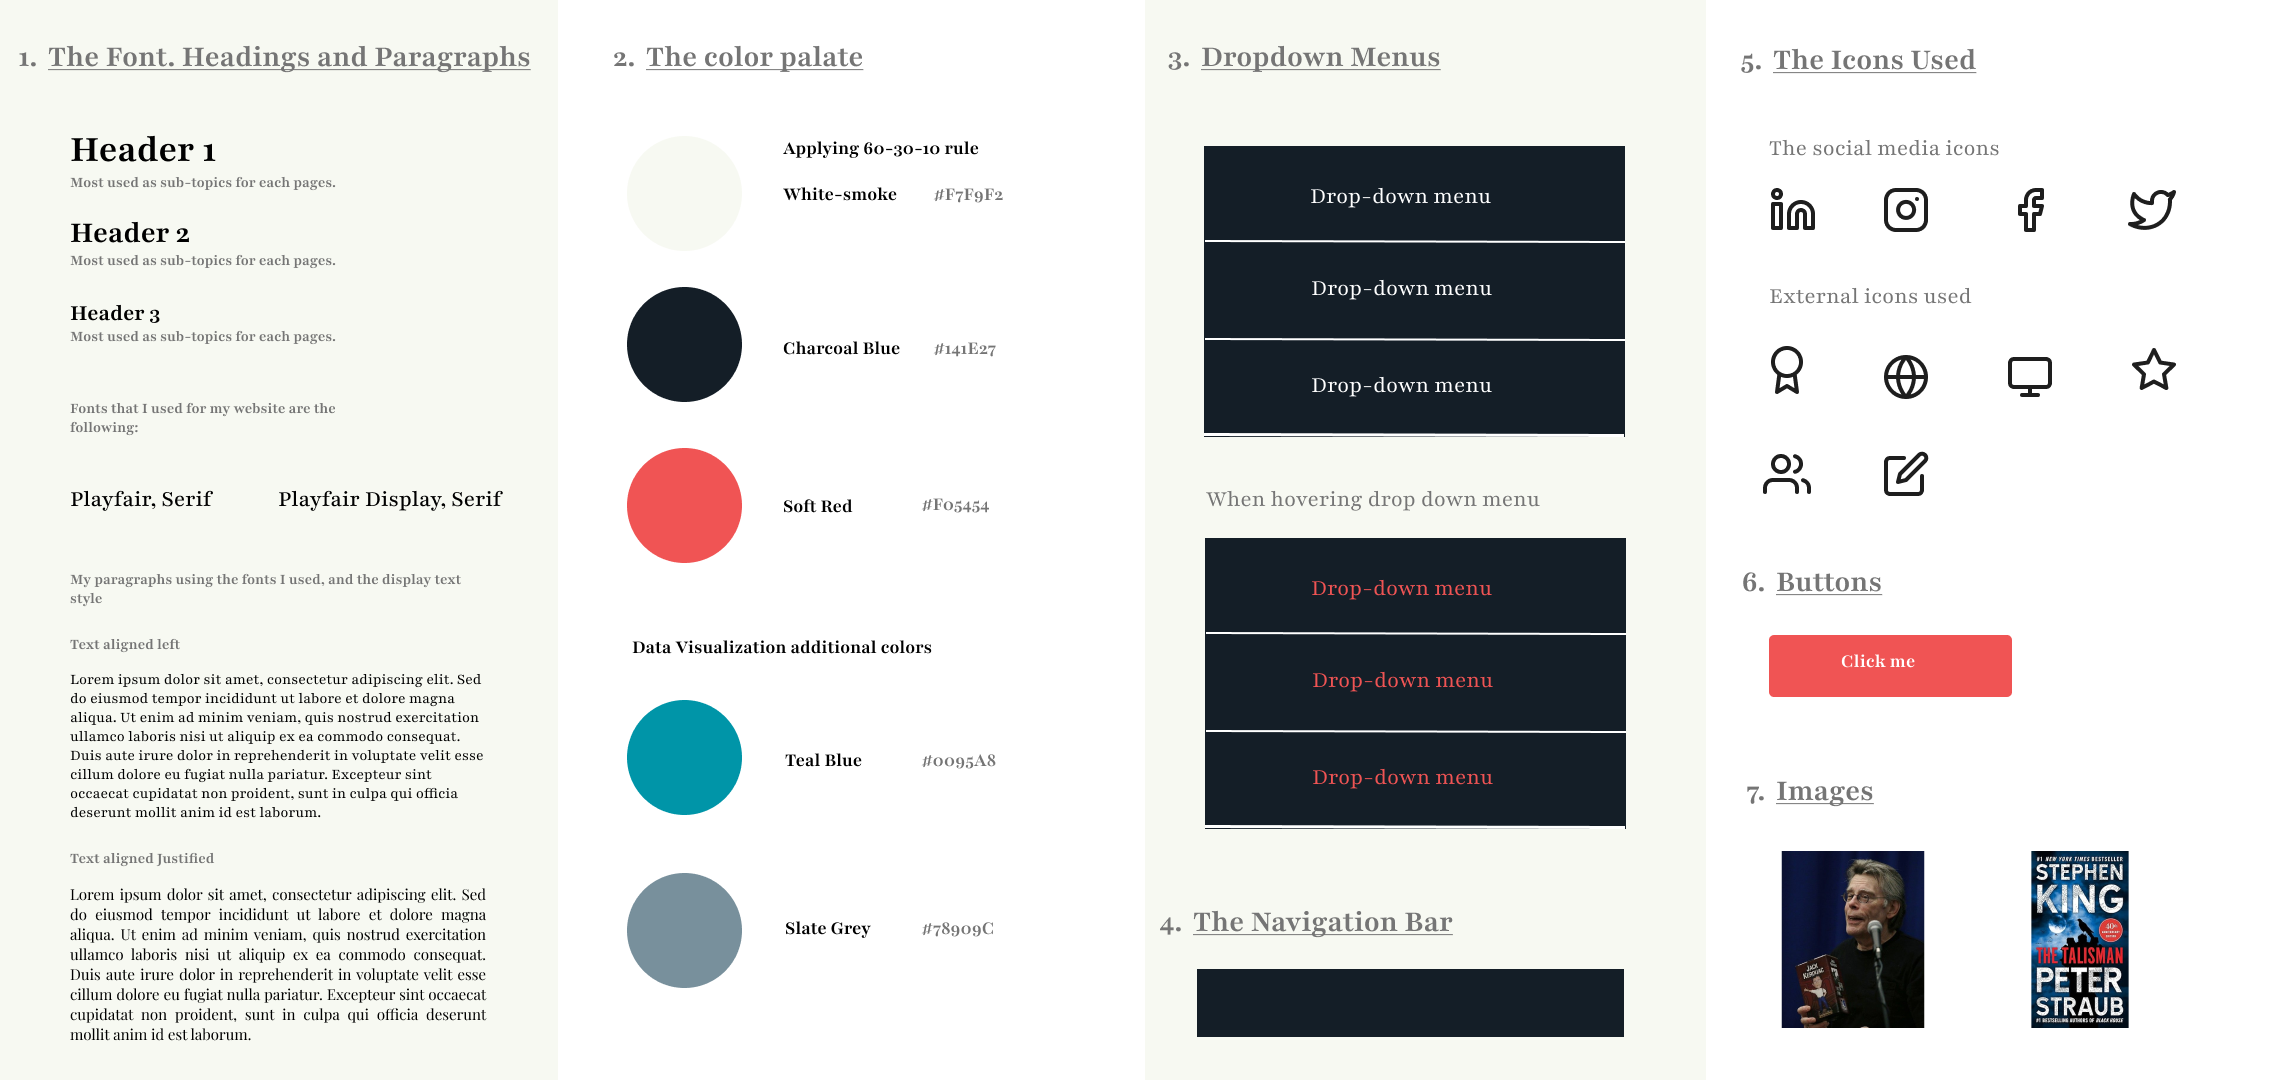 1. The Font. Headings and Paragraphs
Header 1
Most used as sub-topics for each pages.
Header 2
Most used as sub-topics for each pages.
Header 3
Most used as sub-topics for each pages.
Fonts that I used for my website are the
following:
Playfair, Serif
Playfair Display, Serif
My paragraphs using the fonts I used, and the display text
style
Text aligned left
Lorem ipsum dolor sit amet, consectetur adipiscing elit. Sed
do eiusmod tempor incididunt ut labore et dolore magna
aliqua. Ut enim ad minim veniam, quis nostrud exercitation
ullamco laboris nisi ut aliquip ex ea commodo consequat.
Duis aute irure dolor in reprehenderit in voluptate velit esse
cillum dolore eu fugiat nulla pariatur. Excepteur sint
occaecat cupidatat non proident, sunt in culpa qui officia
deserunt mollit anim id est laborum.
Text aligned Justified
Lorem ipsum dolor sit amet, consectetur adipiscing elit. Sed
do eiusmod tempor incididunt ut labore et dolore magna
aliqua. Ut enim ad minim veniam, quis nostrud exercitation
ullamco laboris nisi ut aliquip ex ea commodo consequat.
Duis aute irure dolor in reprehenderit in voluptate velit esse
cillum dolore eu fugiat nulla pariatur. Excepteur sint occaecat
cupidatat non proident, sunt in culpa qui officia deserunt
mollit anim id est laborum.
2. The color palate
Applying 60-30-10 rule
White-smoke #F7F9F2
Charcoal Blue #141E27
Soft Red #F05454
Data Visualization additional colors
Teal Blue #0095A8
Slate Grey #78909C
3. Dropdown Menus
Drop-down menu
Drop-down menu
Drop-down menu
When hovering drop down menu
Drop-down menu
Drop-down menu
Drop-down menu
4. The Navigation Bar
5. The Icons Used
The social media icons
External icons used
6. Buttons
Click me
7. Images
JACK
KEROUAC
#1 NEW YORK TIMES BESTSELLER
STEPHEN
KING
40th
THE TALISMAN
PETER
STRAUB
#1 BESTSELLING AUTHORS OF BLACK HOUSE